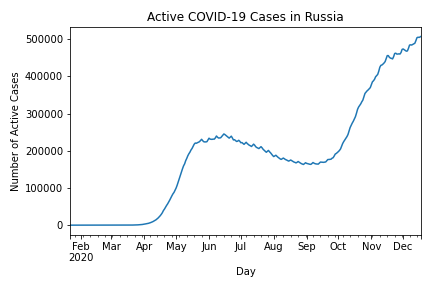 Active COVID-19 Cases in Russia
Number of Active Cases
500000
400000
300000
200000
100000
0
Feb Mar Apr May Jun Jul Aug Sep Oct Nov Dec
2020
Day